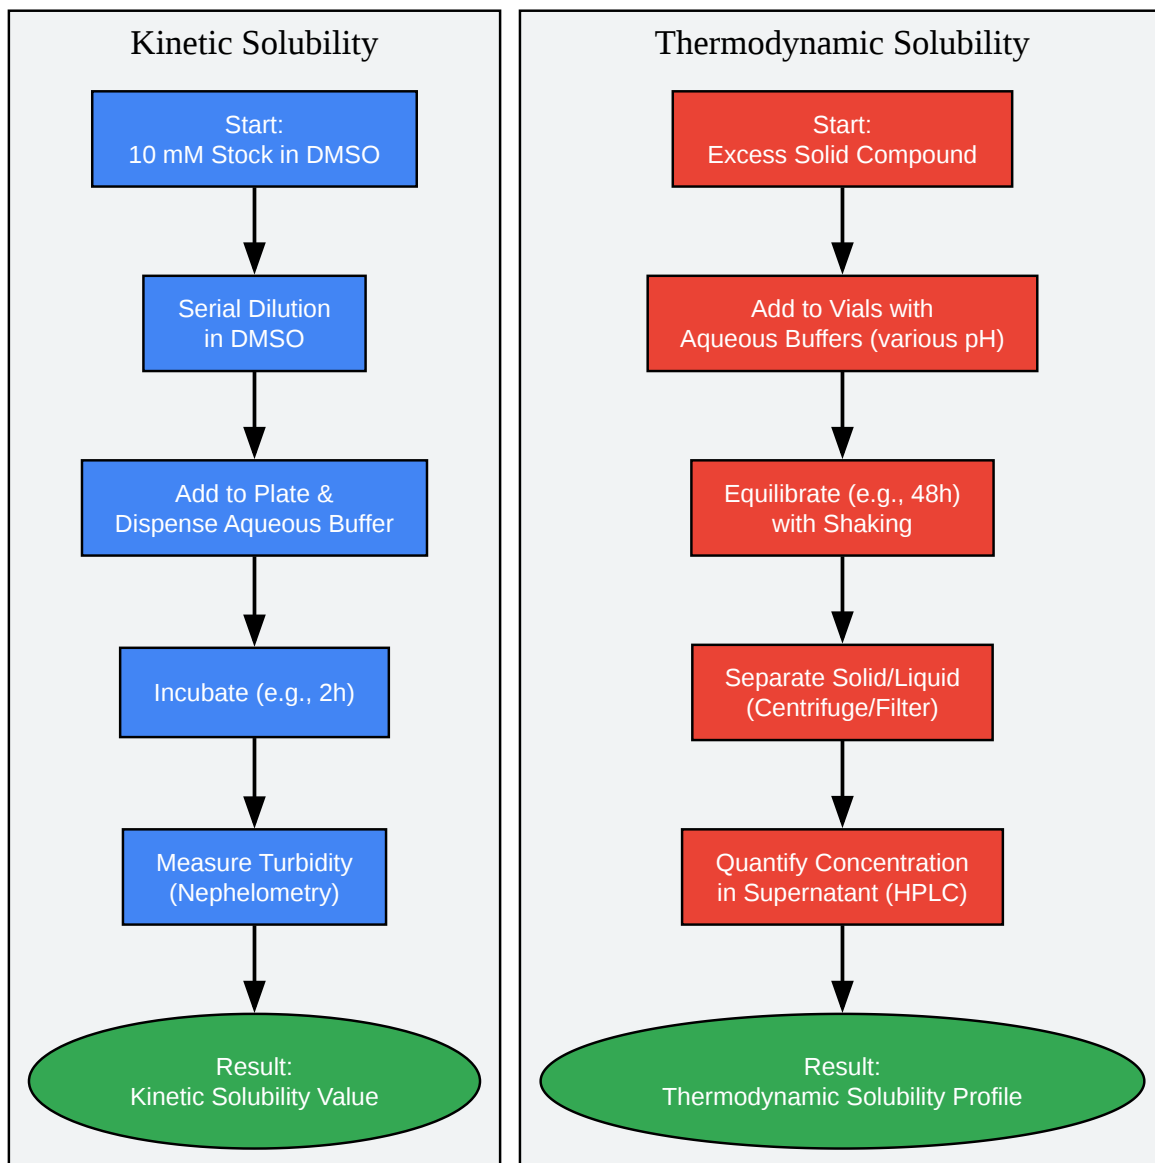 Kinetic Solubility
Start:
10 mM Stock in DMSO
Serial Dilution
in DMSO
Add to Plate &
Dispense Aqueous Buffer
Incubate (e.g., 2h)
Measure Turbidity
(Nephelometry)
Result:
Kinetic Solubility Value
Thermodynamic Solubility
Start:
Excess Solid Compound
Add to Vials with
Aqueous Buffers (various pH)
Equilibrate (e.g., 48h)
with Shaking
Separate Solid/Liquid
(Centrifuge/Filter)
Quantify Concentration
in Supernatant (HPLC)
Result:
Thermodynamic Solubility Profile